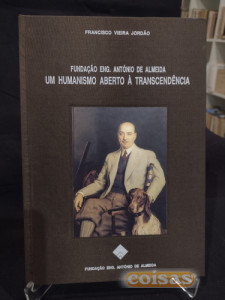 FRANCISCO VIEIRA JORDÃO
FUNDAÇÃO ENG. ANTÓNIO DE ALMEIDA
UM HUMANISMO ABERTO À TRANSCENDÊNCIA
FUNDAÇÃO ENG. ANTÓNIO DE ALMEIDA
coisas